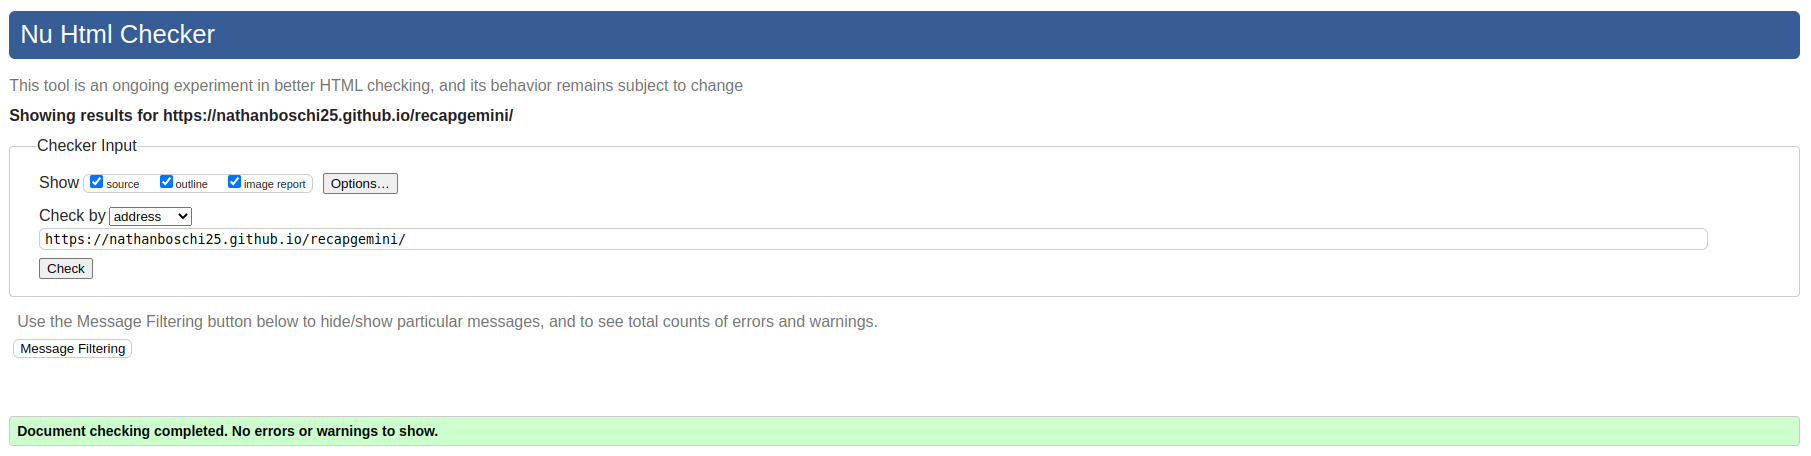 Nu Html Checker
This tool is an ongoing experiment in better HTML checking, and its behavior remains subject to change
Showing results for https://nathanboschi25.github.io/recapgemini/
Checker Input
Show source outline image report Options…
Check by address
https://nathanboschi25.github.io/recapgemini/
Check
Use the Message Filtering button below to hide/show particular messages, and to see total counts of errors and warnings.
Message Filtering
Document checking completed. No errors or warnings to show.